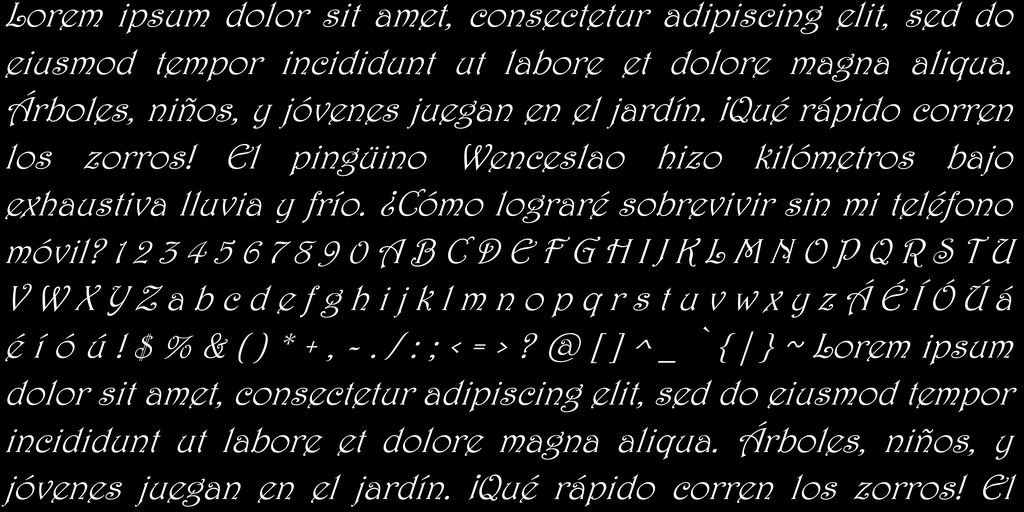 Lorem ipsum dolor sit amet, consectetur adipiscing elit, sed do
eiusmod tempor incididunt ut labore et dolore magna aliqua.
Árboles, niños, y jóvenes juegan en el jardín. ¡Qué rápido corren
los zorros! El pingüino Wenceslao hizo kilómetros bajo
exhaustiva lluvia y frío. ¿Cómo lograré sobrevivir sin mi teléfono
móvil? 1 2 3 4 5 6 7 8 9 0 A B C D E F G H I J K L M N O P Q R S T U
V W X Y Z a b c d e f g h i j k l m n o p q r s t u v w x y z Á É Í Ó Ú á
é í ó ú ! $ % & ( ) * + , - . / : ; < = > ? @ [ ] ^ _ ` { | } ~ Lorem ipsum
dolor sit amet, consectetur adipiscing elit, sed do eiusmod tempor
incididunt ut labore et dolore magna aliqua. Árboles, niños, y
jóvenes juegan en el jardín. ¡Qué rápido corren los zorros! El